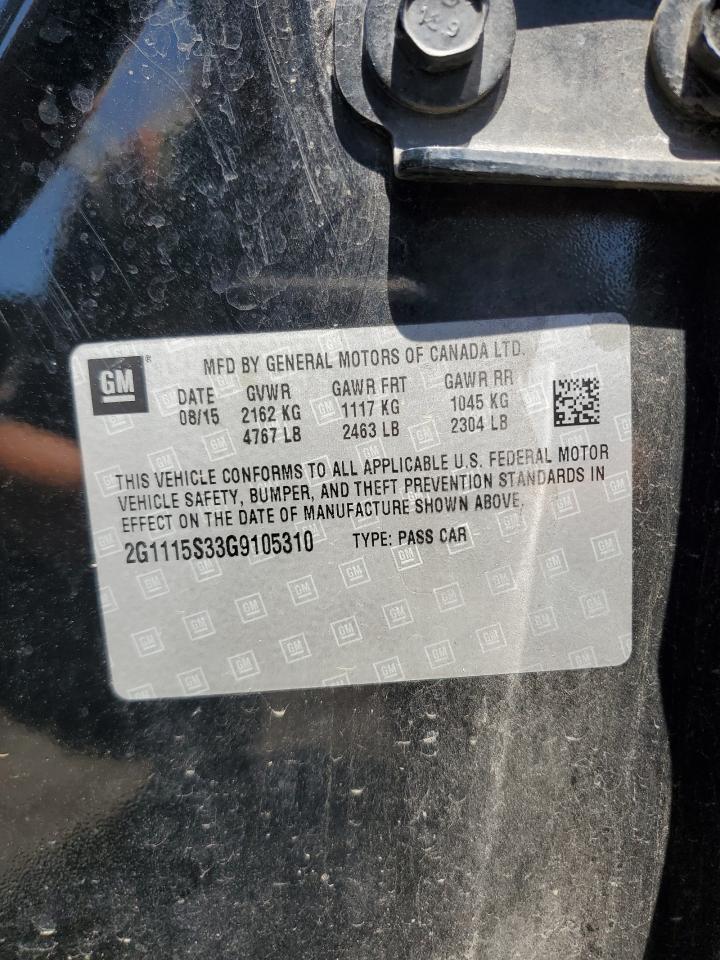 GM
®
MFD BY GENERAL MOTORS OF CANADA LTD.
DATE GVWR GAWR FRT GAWR RR
08/15 2162 KG 1117 KG 1045 KG
4767 LB 2463 LB 2304 LB
THIS VEHICLE CONFORMS TO ALL APPLICABLE U.S. FEDERAL MOTOR
VEHICLE SAFETY, BUMPER, AND THEFT PREVENTION STANDARDS IN
EFFECT ON THE DATE OF MANUFACTURE SHOWN ABOVE.
2G1115S33G9105310 TYPE: PASS CAR